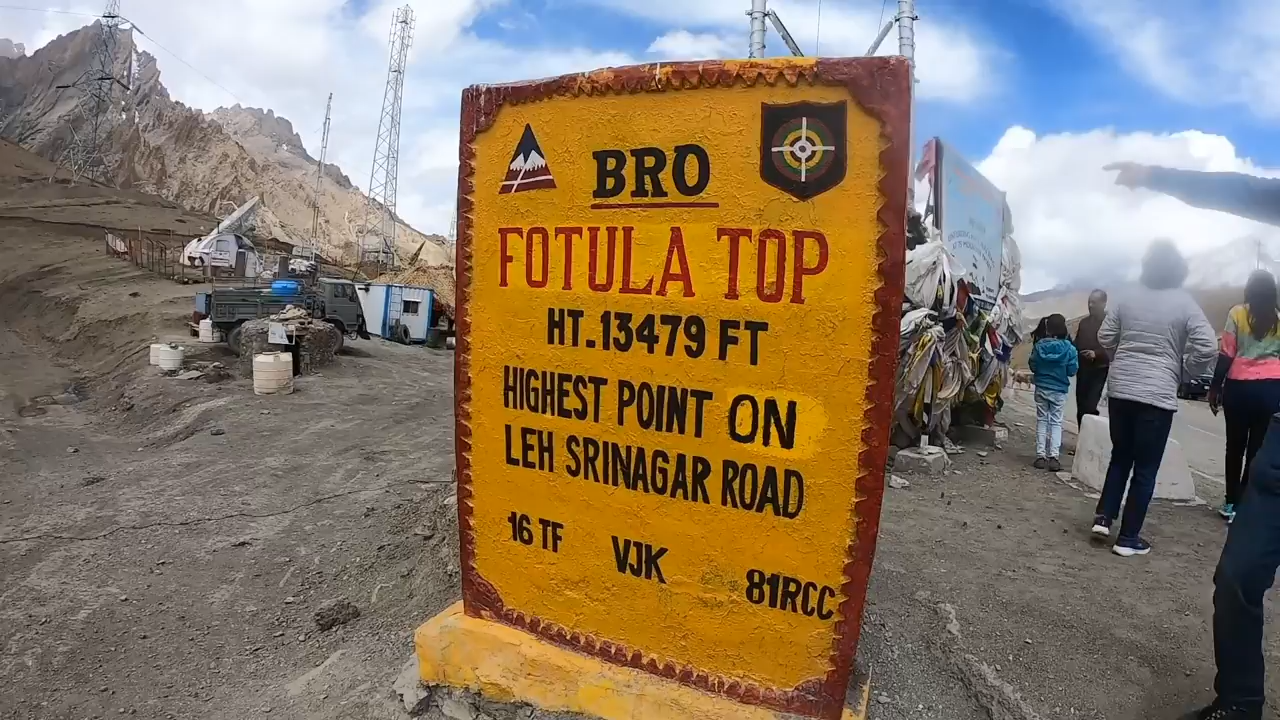 BRO
FOTULA TOP
HT.13479 FT
HIGHEST POINT ON
LEH SRINAGAR ROAD
16 TF VJK 81RCC